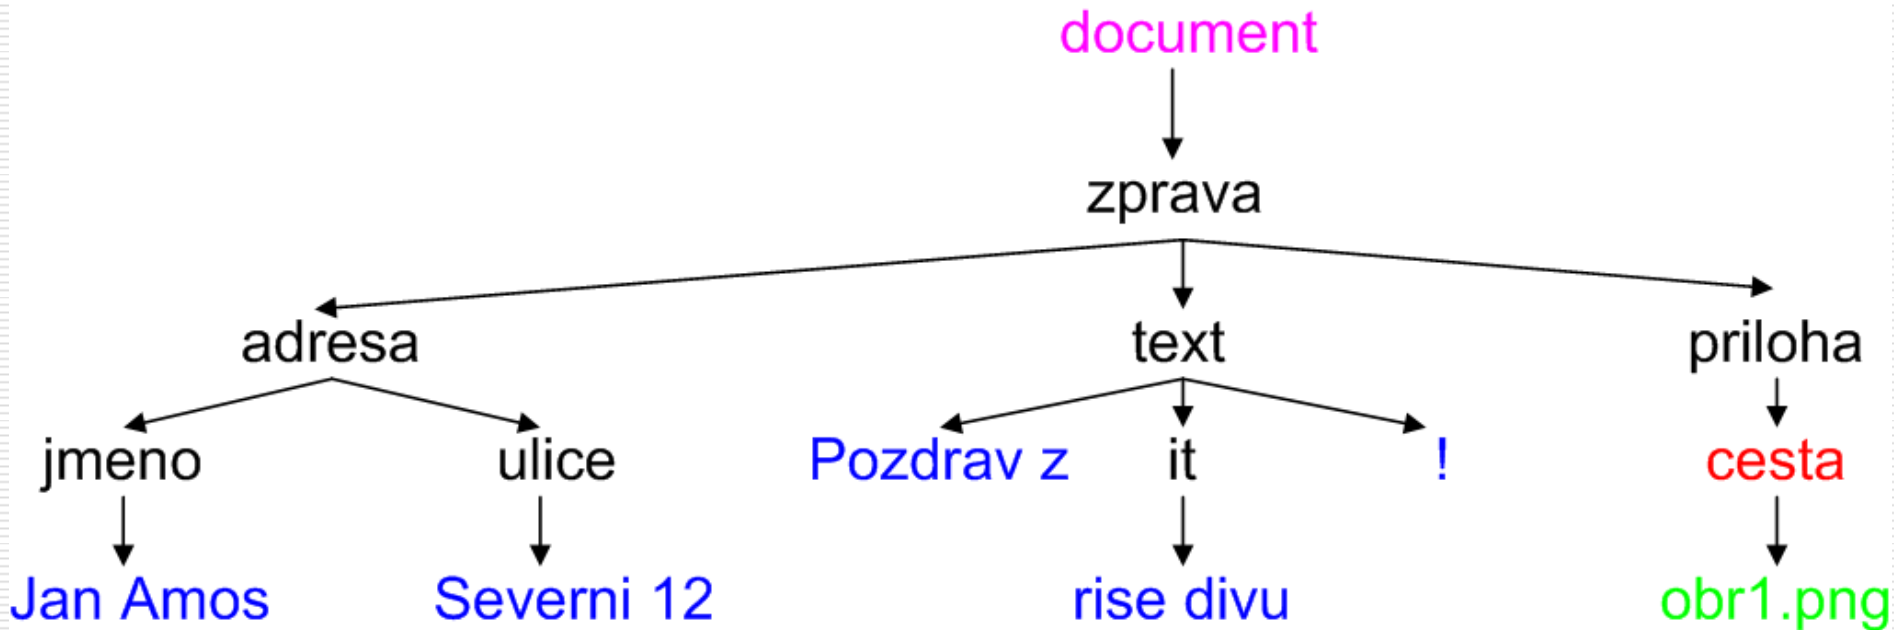 document
zprava
adresa text priloha
jmeno ulice Pozdrav z it ! cesta
Jan Amos Severni 12 rise divu obr1.png